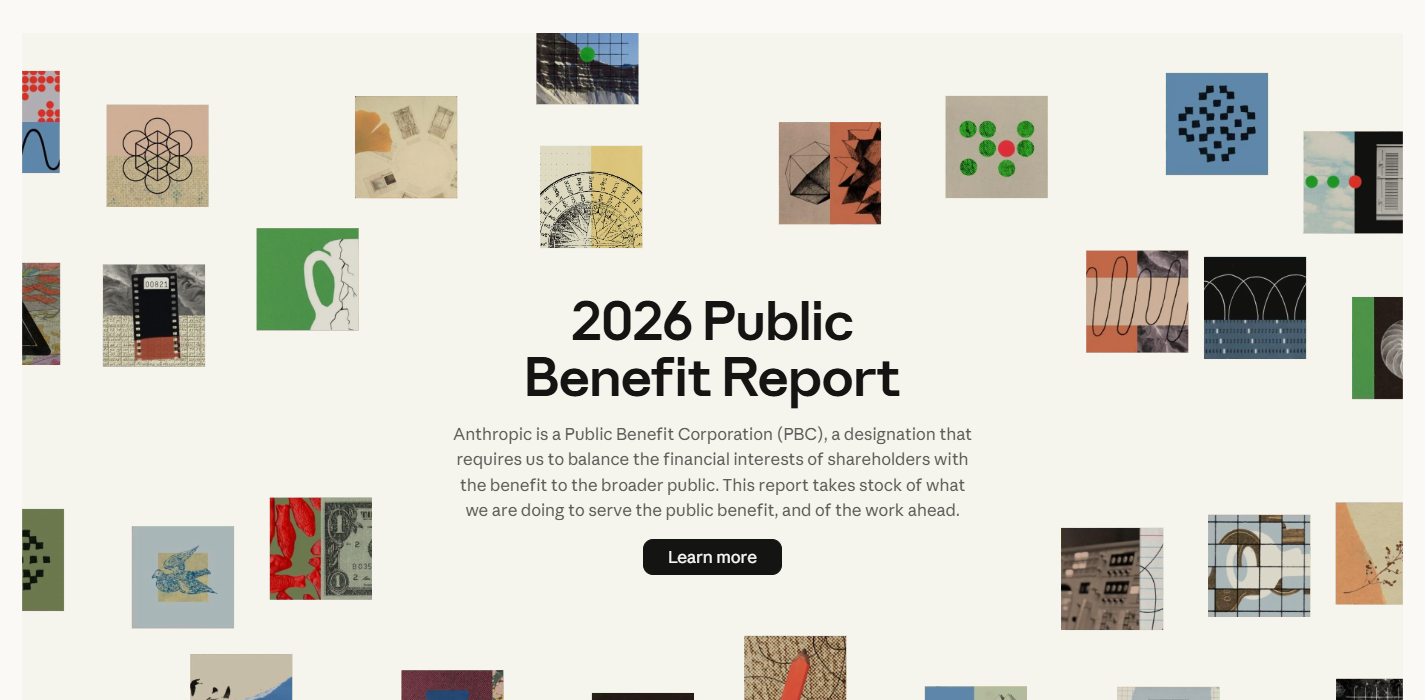 00821
2026 Public
Benefit Report
Anthropic is a Public Benefit Corporation (PBC), a designation that
requires us to balance the financial interests of shareholders with
the benefit to the broader public. This report takes stock of what
we are doing to serve the public benefit, and of the work ahead.
Learn more